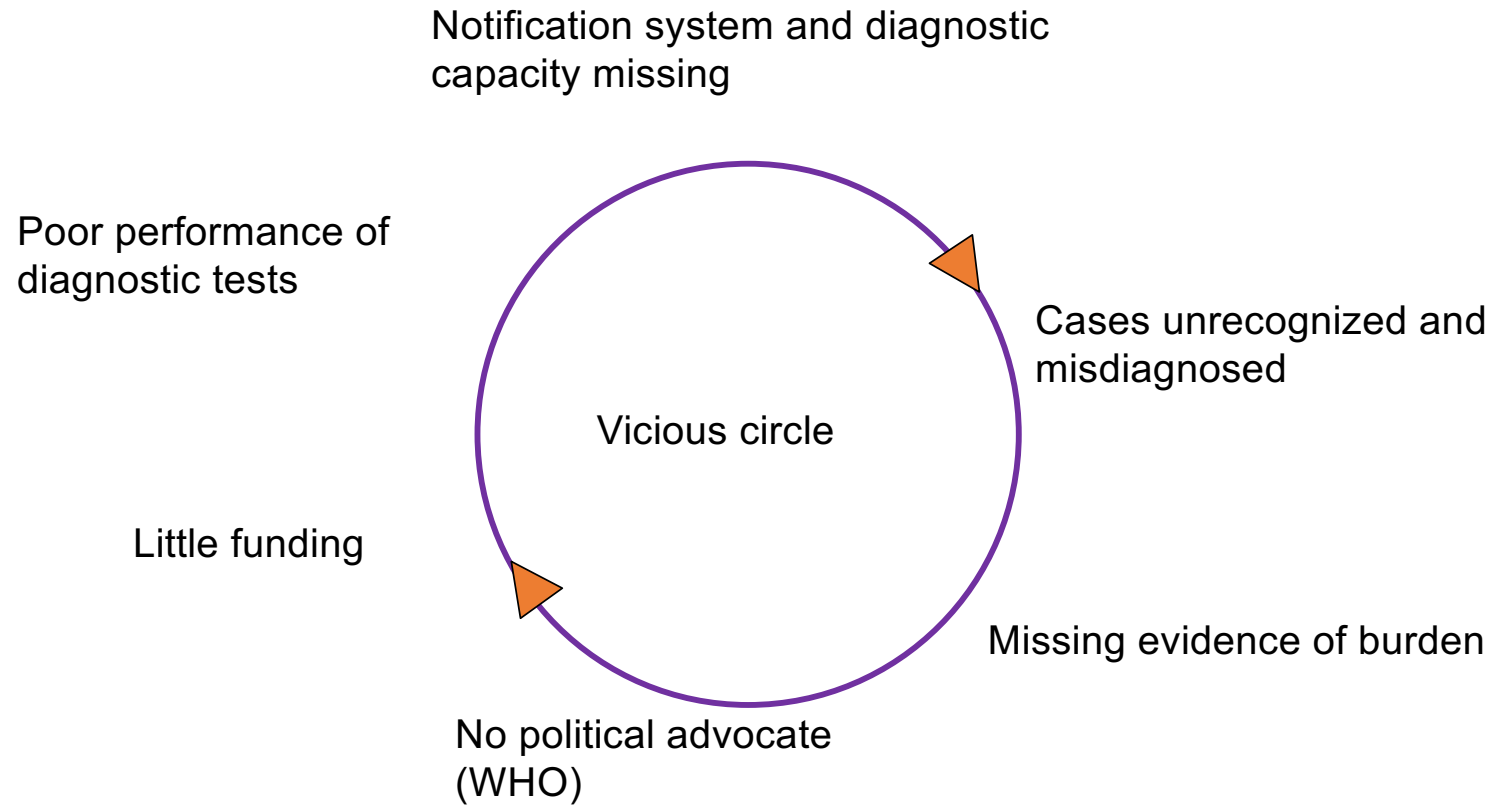 Notification system and diagnostic
capacity missing
Poor performance of
diagnostic tests
Cases unrecognized and
misdiagnosed
Vicious circle
Little funding
Missing evidence of burden
No political advocate
(WHO)